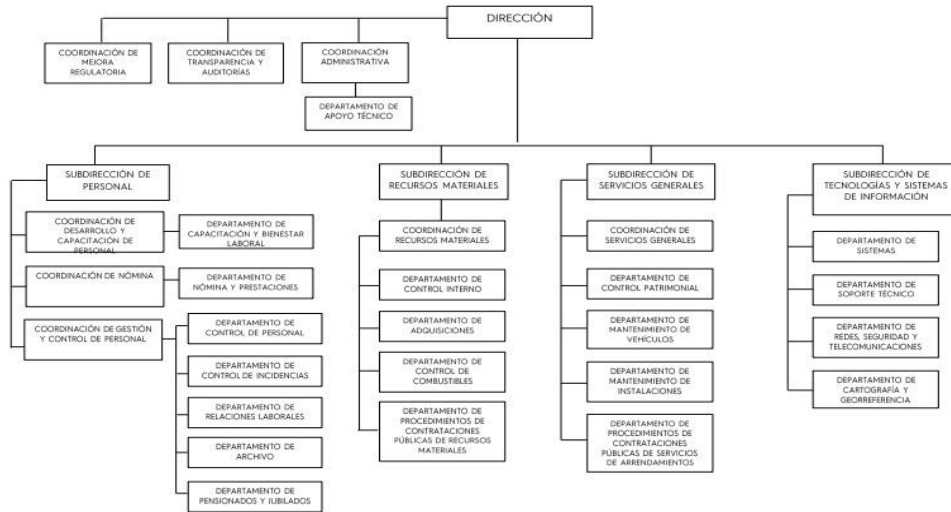 DIRECCIÓN
COORDINACIÓN DE
MEJORA
REGULATORIA
COORDINACIÓN DE
TRANSPARENCIA Y
AUDITORÍAS
COORDINACIÓN
ADMINISTRATIVA
DEPARTAMENTO DE
APOYO TÉCNICO
SUBDIRECCIÓN DE
PERSONAL
COORDINACIÓN DE
DESARROLLO Y
CAPACITACIÓN DE
PERSONAL
DEPARTAMENTO DE
CAPACITACIÓN Y BIENESTAR
LABORAL
COORDINACIÓN DE NÓMINA
DEPARTAMENTO DE
NÓMINA Y PRESTACIONES
COORDINACIÓN DE GESTIÓN
Y CONTROL DE PERSONAL
DEPARTAMENTO DE
CONTROL DE PERSONAL
DEPARTAMENTO DE
CONTROL DE INCIDENCIAS
DEPARTAMENTO DE
RELACIONES LABORALES
DEPARTAMENTO DE
ARCHIVO
DEPARTAMENTO DE
PENSIONADOS Y JUBILADOS
SUBDIRECCIÓN DE
RECURSOS MATERIALES
COORDINACIÓN DE
RECURSOS MATERIALES
DEPARTAMENTO DE
CONTROL INTERNO
DEPARTAMENTO DE
ADQUISICIONES
DEPARTAMENTO DE
CONTROL DE
COMBUSTIBLES
DEPARTAMENTO DE
PROCEDIMIENTOS DE
CONTRATACIONES
PÚBLICAS DE RECURSOS
MATERIALES
SUBDIRECCIÓN DE
SERVICIOS GENERALES
COORDINACIÓN DE
SERVICIOS GENERALES
DEPARTAMENTO DE
CONTROL PATRIMONIAL
DEPARTAMENTO DE
MANTENIMIENTO DE
VEHÍCULOS
DEPARTAMENTO DE
MANTENIMIENTO DE
INSTALACIONES
DEPARTAMENTO DE
PROCEDIMIENTOS DE
CONTRATACIONES
PÚBLICAS DE SERVICIOS
DE ARRENDAMIENTOS
SUBDIRECCIÓN DE
TECNOLOGÍAS Y SISTEMAS
DE INFORMACIÓN
DEPARTAMENTO DE
SISTEMAS
DEPARTAMENTO DE
SOPORTE TÉCNICO
DEPARTAMENTO DE
REDES, SEGURIDAD Y
TELECOMUNICACIONES
DEPARTAMENTO DE
CARTOGRAFÍA Y
GEORREFERENCIA